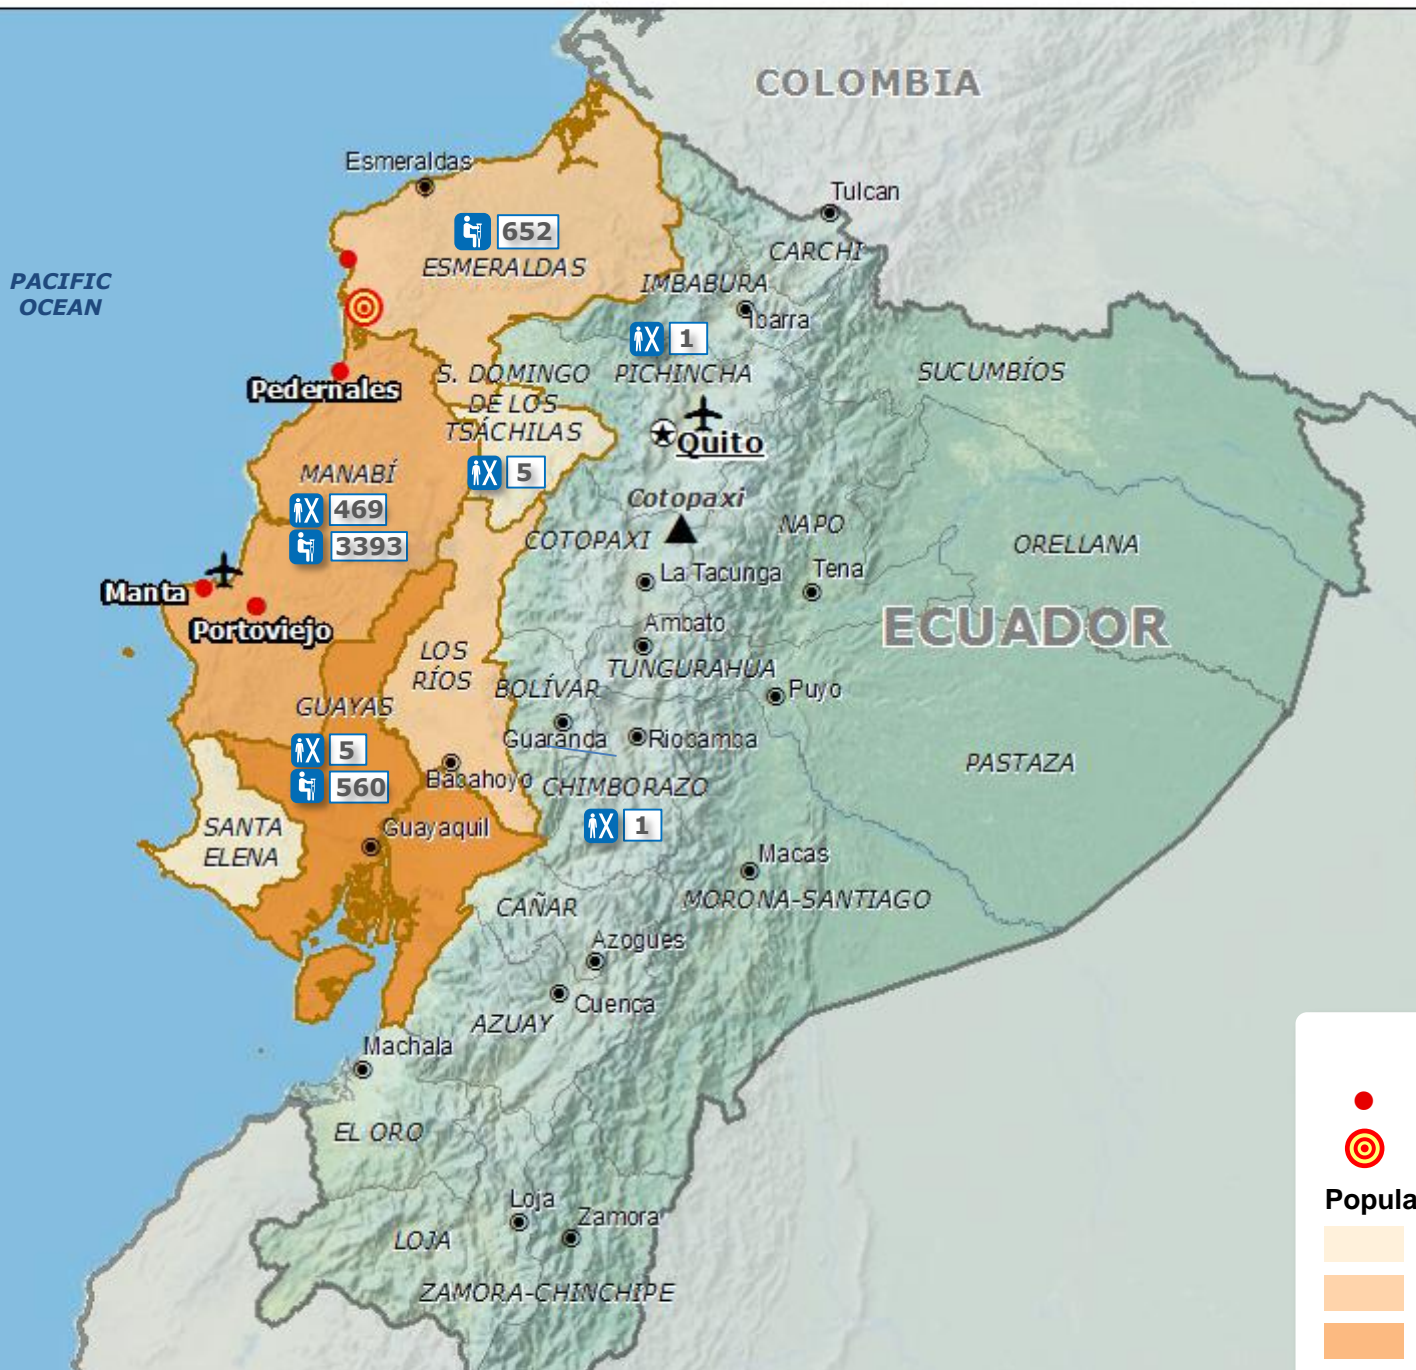 COLOMBIA
Esmeraldas
Tulcan
652
ESMERALDAS
CARCHI
PACIFIC
OCEAN
IMBABURA
Ibarra
1
Pedernales
S. DOMINGO
DE LOS
TSÁCHILAS
PICHINCHA
SUCUMBÍOS
Quito
MANABÍ
5
469
3393
Cotopaxi
COTOPAXI
NAPO
ORELLANA
La Tacunga
Tena
Manta
Portoviejo
Ambato
ECUADOR
LOS
RÍOS
TUNGURAHUA
BOLÍVAR
Puyo
GUAYAS
Guaranda
Riobamba
5
560
Babahoyo
CHIMBORAZO
PASTAZA
1
SANTA
ELENA
Guayaquil
Macas
MORONA-SANTIAGO
CAÑAR
Azogues
Cuenca
AZUAY
Machala
EL ORO
Loja
Zamora
LOJA
ZAMORA-CHINCHIPE
Popula